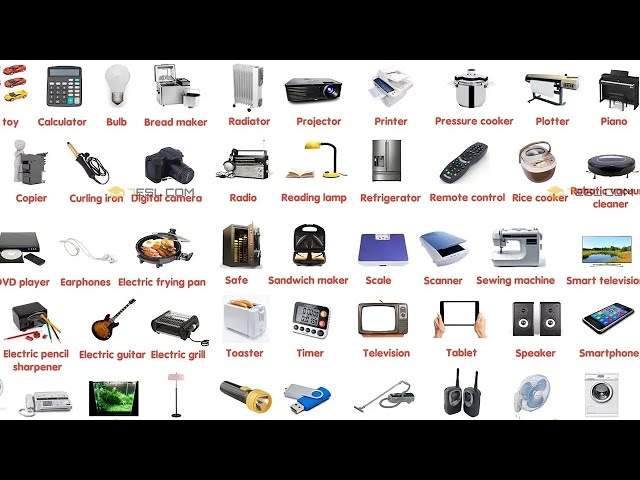 toy Calculator Bulb Bread maker Radiator Projector Printer Pressure cooker Plotter Piano
7ESL.COM
Copier Curling iron Digital camera Radio Reading lamp Refrigerator Remote control Rice cooker Robotic vacuum
cleaner
DVD player Earphones Electric frying pan Safe Sandwich maker Scale Scanner Sewing machine Smart television
Electric pencil
sharpener
Electric guitar Electric grill Toaster Timer Television Tablet Speaker Smartphone